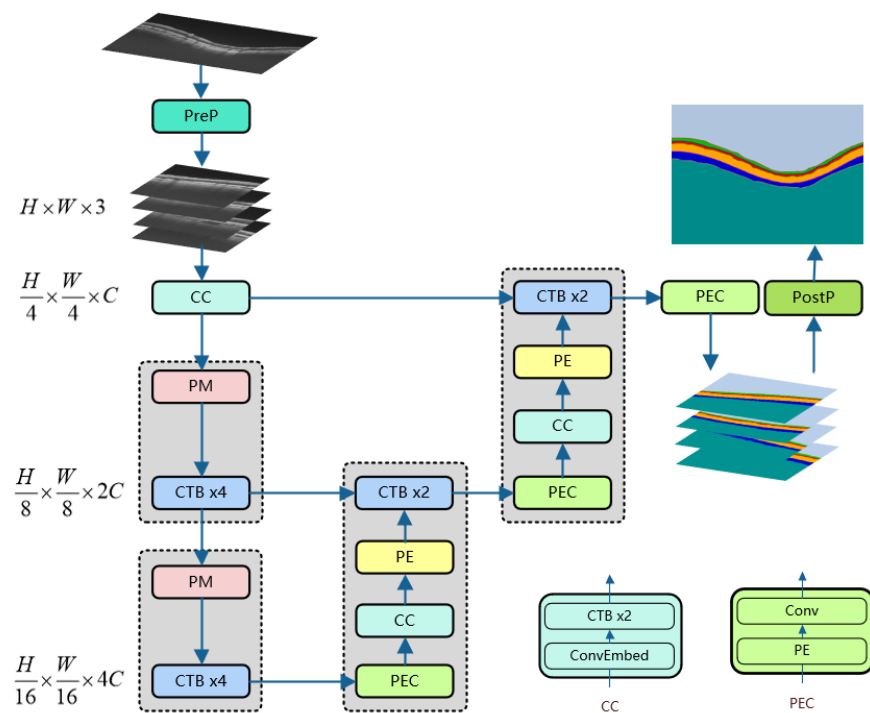 PreP
H×W×3
H/4 × W/4 × C
CC
CTB x2
PEC
PostP
PE
PM
CC
H/8 × W/8 × 2C
CTB x4
CTB x2
PEC
PE
PM
CC
H/16 × W/16 × 4C
CTB x4
PEC
CTB x2
ConvEmbed
CC
Conv
PE
PEC